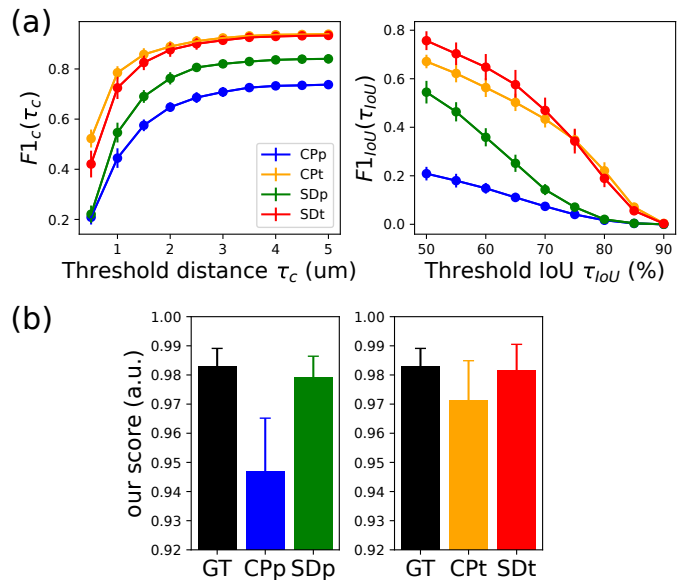 (a)
F1c(τc)
0.8
0.6
0.4
0.2
1
2
3
4
5
Threshold distance τc (um)
CPp
CPt
SDp
SDt
F1IoU(τIoU)
0.8
0.6
0.4
0.2
0.0
50
60
70
80
90
Threshold IoU τIoU (%)
(b)
our score (a.u.)
1.00
0.99
0.98
0.97
0.96
0.95
0.94
0.93
0.92
GT CPp SDp
1.00
0.99
0.98
0.97
0.96
0.95
0.94
0.93
0.92
GT CPt SDt